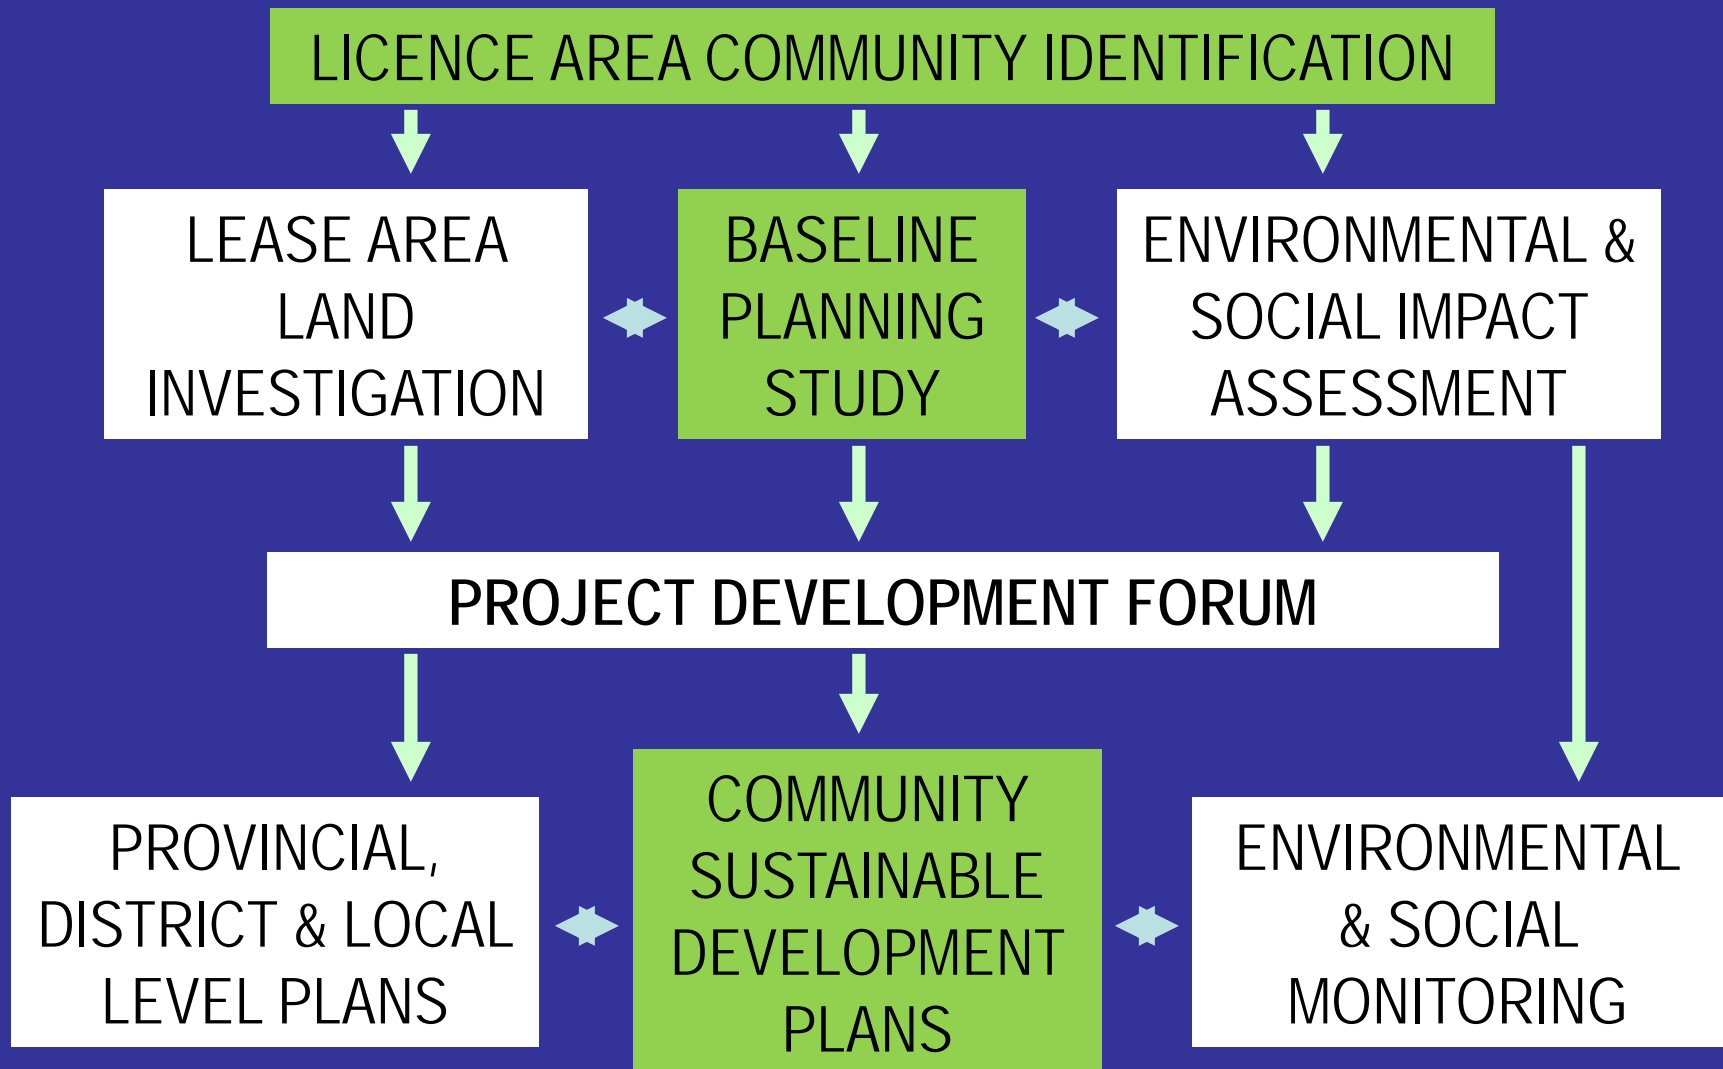 LICENCE AREA COMMUNITY IDENTIFICATION
LEASE AREA
LAND
INVESTIGATION
BASELINE
PLANNING
STUDY
ENVIRONMENTAL &
SOCIAL IMPACT
ASSESSMENT
PROJECT DEVELOPMENT FORUM
PROVINCIAL,
DISTRICT & LOCAL
LEVEL PLANS
COMMUNITY
SUSTAINABLE
DEVELOPMENT
PLANS
ENVIRONMENTAL
& SOCIAL
MONITORING